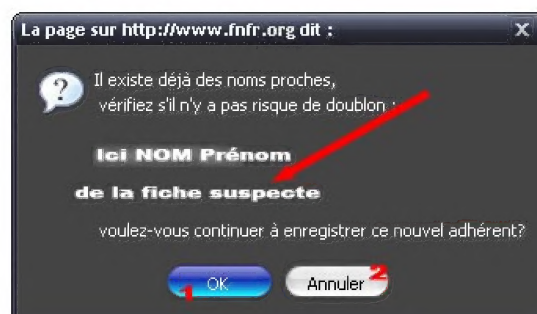 La page sur http://www.fnfr.org dit :
X
? Il existe déjà des noms proches,
vérifiez s'il n'y a pas risque de doublon :
Ici NOM Prénom
de la fiche suspecte
voulez-vous continuer à enregistrer ce nouvel adhérent?
1 OK Annuler 2